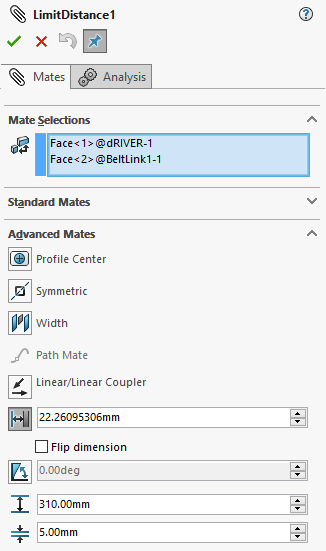 LimitDistance1
Mates
Analysis
Mate Selections
Face<1>@dRIVER-1
Face<2>@BeltLink1-1
Standard Mates
Advanced Mates
Profile Center
Symmetric
Width
Path Mate
Linear/Linear Coupler
22.26095306mm
Flip dimension
0.00deg
310.00mm
5.00mm